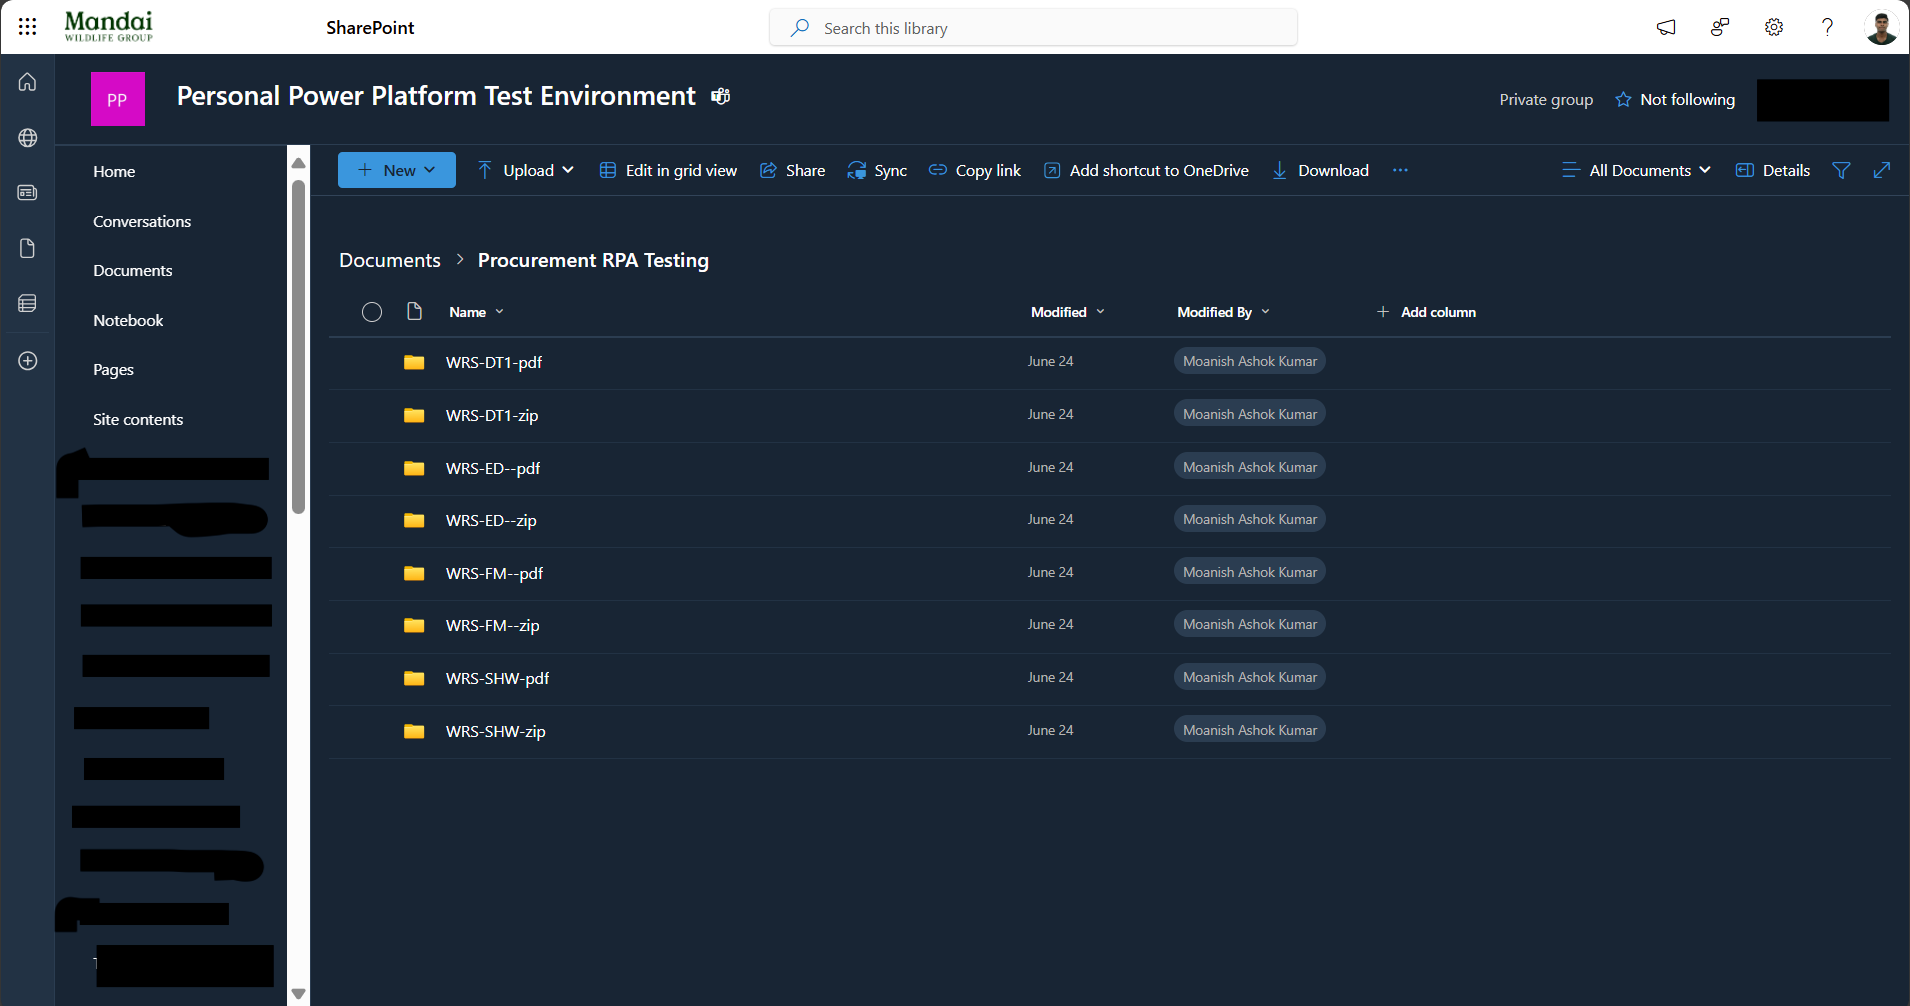 Mandai
WILDLIFE GROUP
SharePoint
Search this library
PP
Personal Power Platform Test Environment
Private group
Not following
Home
Conversations
Documents
Notebook
Pages
Site contents
New
Upload
Edit in grid view
Share
Sync
Copy link
Add shortcut to OneDrive
Download
All Documents
Details
Documents > Procurement RPA Testing
Name
Modified
Modified By
Add column
WRS-DT1-pdf June 24 Moanish Ashok Kumar
WRS-DT1-zip June 24 Moanish Ashok Kumar
WRS-ED--pdf June 24 Moanish Ashok Kumar
WRS-ED--zip June 24 Moanish Ashok Kumar
WRS-FM--pdf June 24 Moanish Ashok Kumar
WRS-FM--zip June 24 Moanish Ashok Kumar
WRS-SHW-pdf June 24 Moanish Ashok Kumar
WRS-SHW-zip June 24 Moanish Ashok Kumar